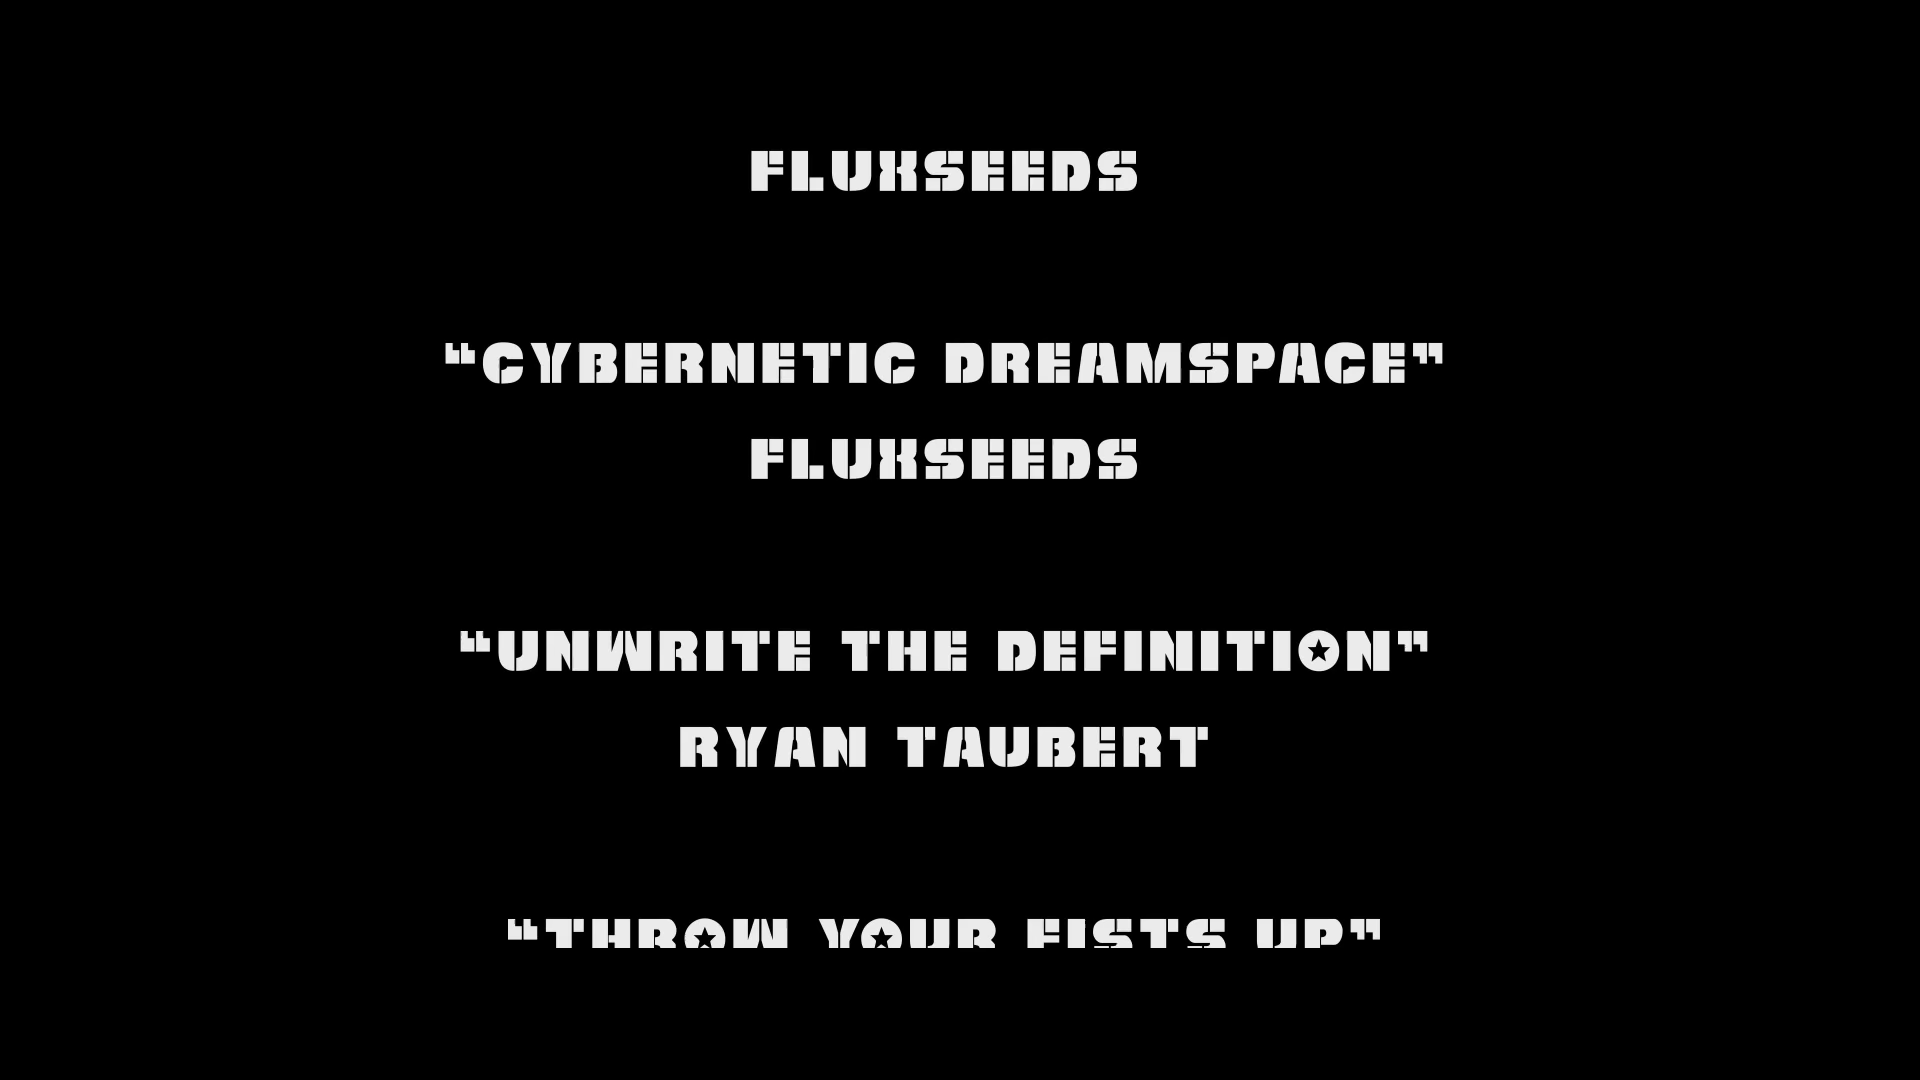 FLUXSEEDS
“CYBERNETIC DREAMSPACE”
FLUXSEEDS
“UNWRITE THE DEFINITION”
RYAN TAUBERT
“THROW YOUR FISTS UP”